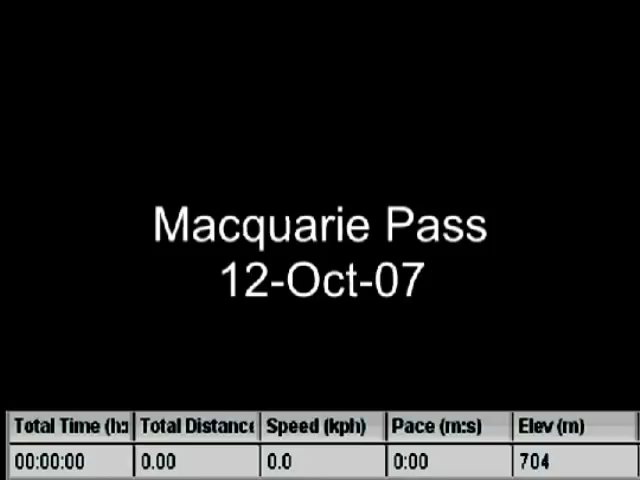 Macquarie Pass
12-Oct-07
Total Time (h: Total Distance Speed (kph) Pace (m:s) Elev (m)
00:00:00 0.00 0.0 0:00 704